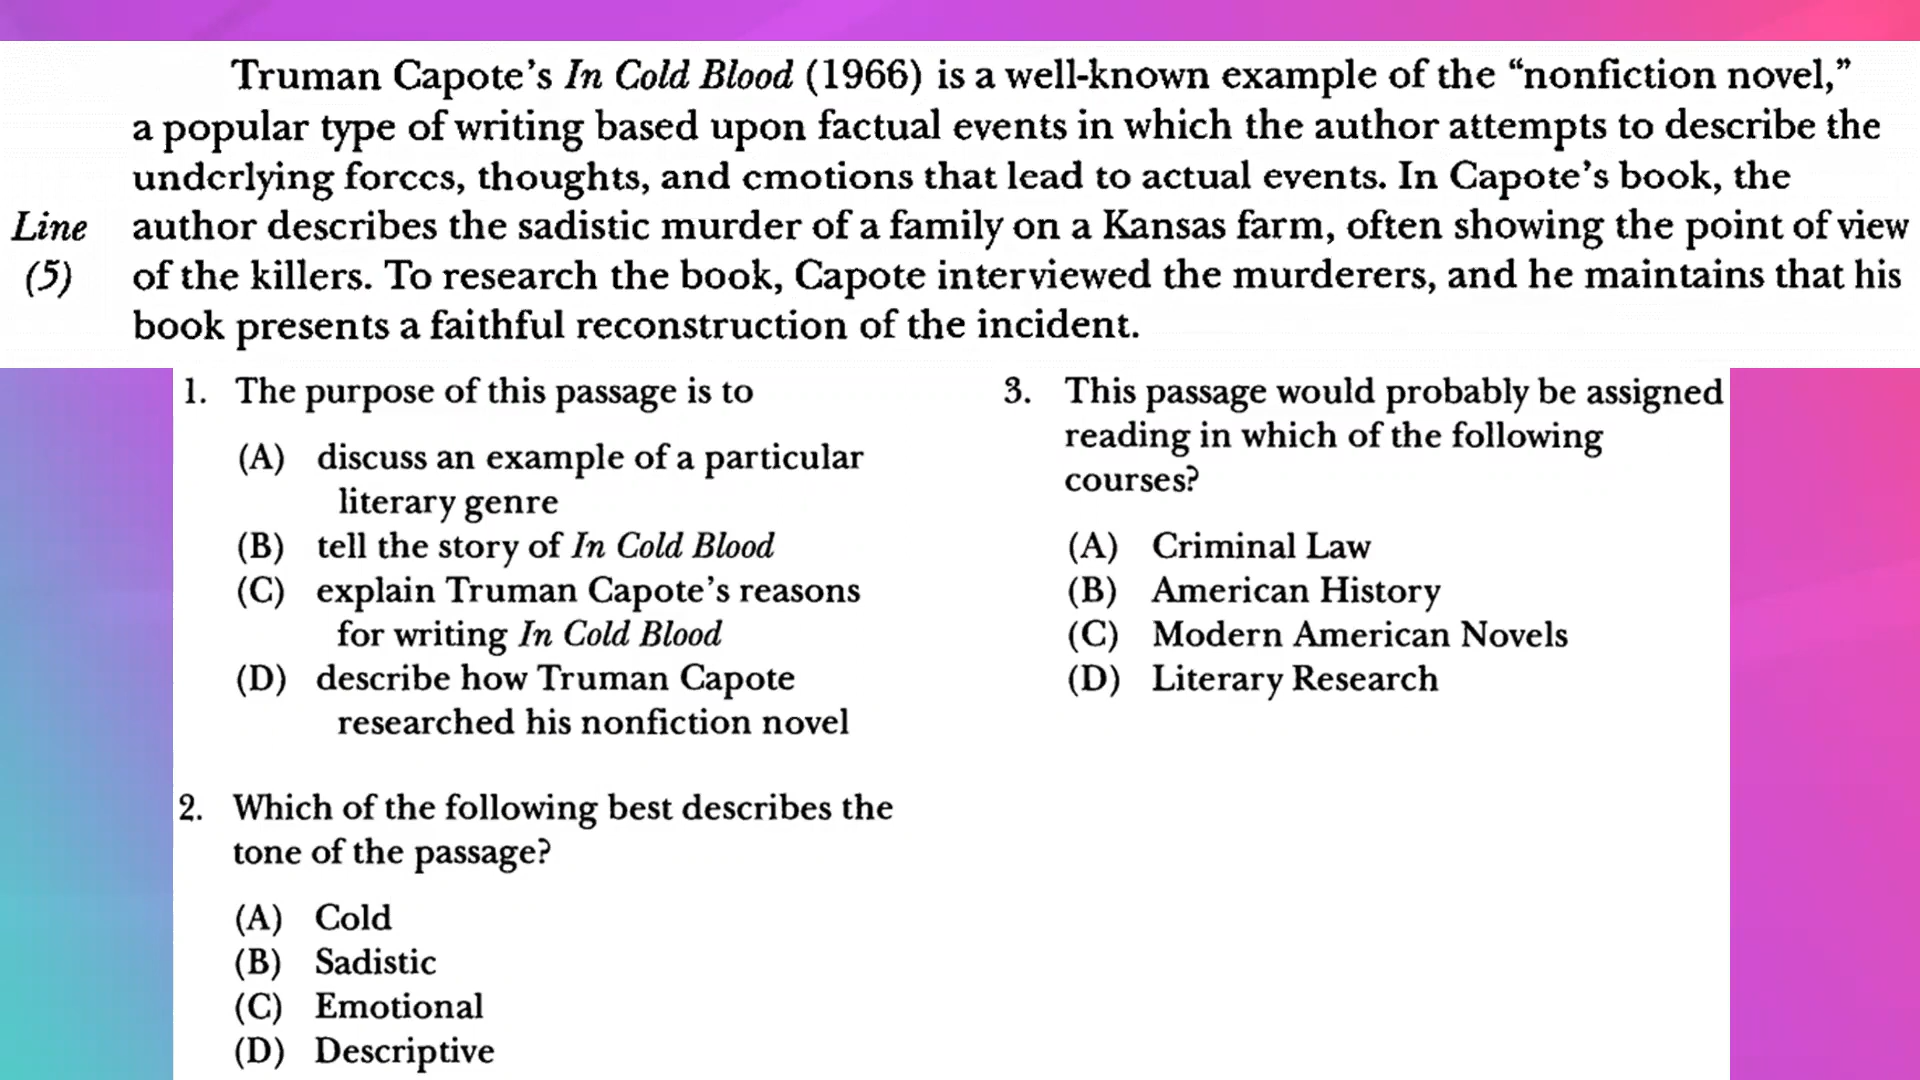 Truman Capote’s In Cold Blood (1966) is a well-known example of the “nonfiction novel,”
a popular type of writing based upon factual events in which the author attempts to describe the
underlying forces, thoughts, and emotions that lead to actual events. In Capote’s book, the
Line author describes the sadistic murder of a family on a Kansas farm, often showing the point of view
(5) of the killers. To research the book, Capote interviewed the murderers, and he maintains that his
book presents a faithful reconstruction of the incident.
1. The purpose of this passage is to
(A) discuss an example of a particular
literary genre
(B) tell the story of In Cold Blood
(C) explain Truman Capote’s reasons
for writing In Cold Blood
(D) describe how Truman Capote
researched his nonfiction novel
2. Which of the following best describes the
tone of the passage?
(A) Cold
(B) Sadistic
(C) Emotional
(D) Descriptive
3. This passage would probably be assigned
reading in which of the following
courses?
(A) Criminal Law
(B) American History
(C) Modern American Novels
(D) Literary Research